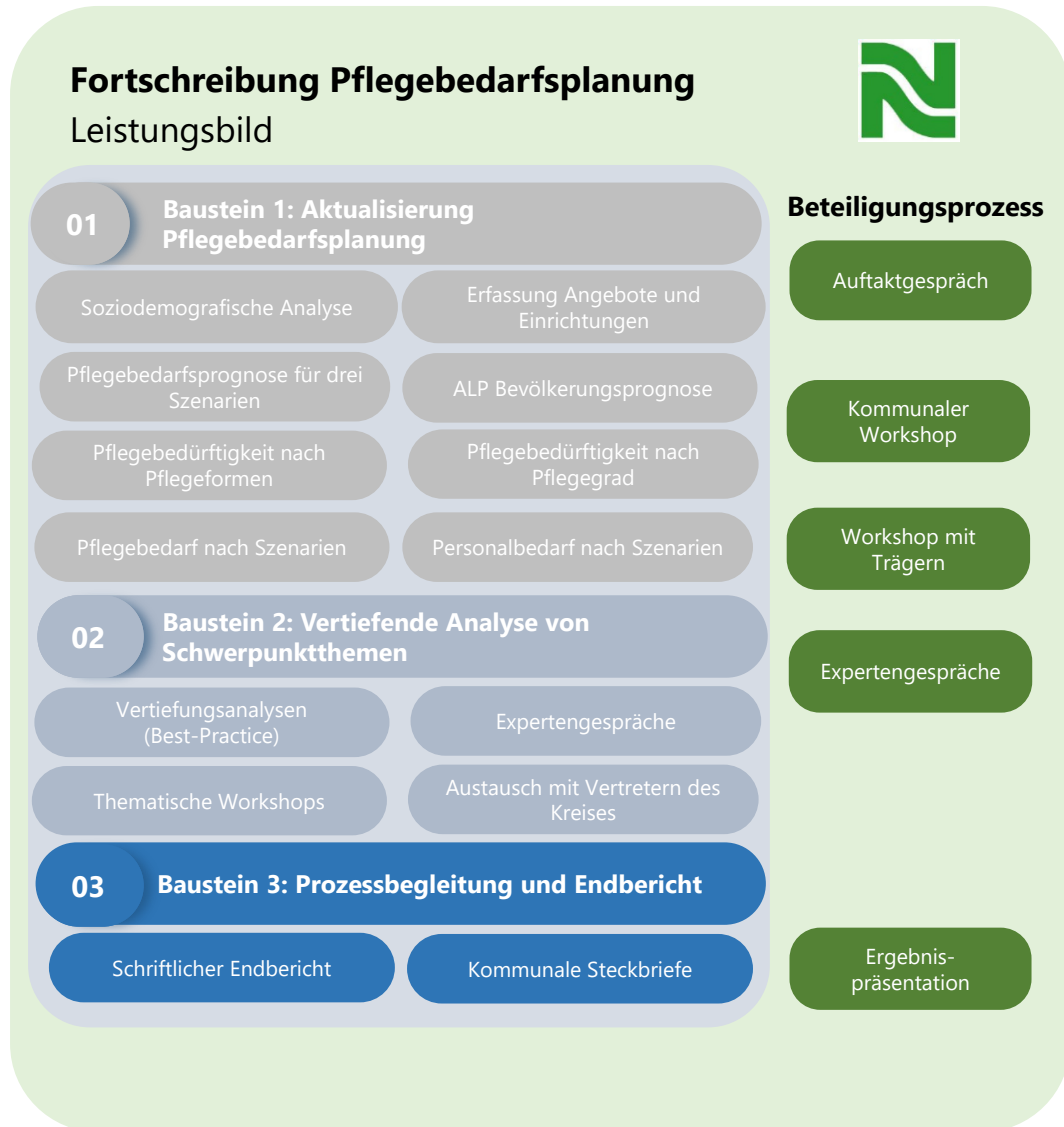 Fortschreibung Pflegebedarfsplanung
Leistungsbild
01
Baustein 1: Aktualisierung
Pflegebedarfsplanung
Soziodemografische Analyse
Erfassung Angebote und
Einrichtungen
Pflegebedarfsprognose für drei
Szenarien
ALP Bevölkerungsprognose
Pflegebedürftigkeit nach
Pflegeformen
Pflegebedürftigkeit nach
Pflegegrad
Pflegebedarf nach Szenarien
Personalbedarf nach Szenarien
02
Baustein 2: Vertiefende Analyse von
Schwerpunktthemen
Vertiefungsanalysen
(Best-Practice)
Expertengespräche
Thematische Workshops
Austausch mit Vertretern des
Kreises
03
Baustein 3: Prozessbegleitung und Endbericht
Schriftlicher Endbericht
Kommunale Steckbriefe
Beteiligungsprozess
Auftaktgespräch
Kommunaler
Workshop
Workshop mit
Trägern
Expertengespräche
Ergebnis-
präsentation